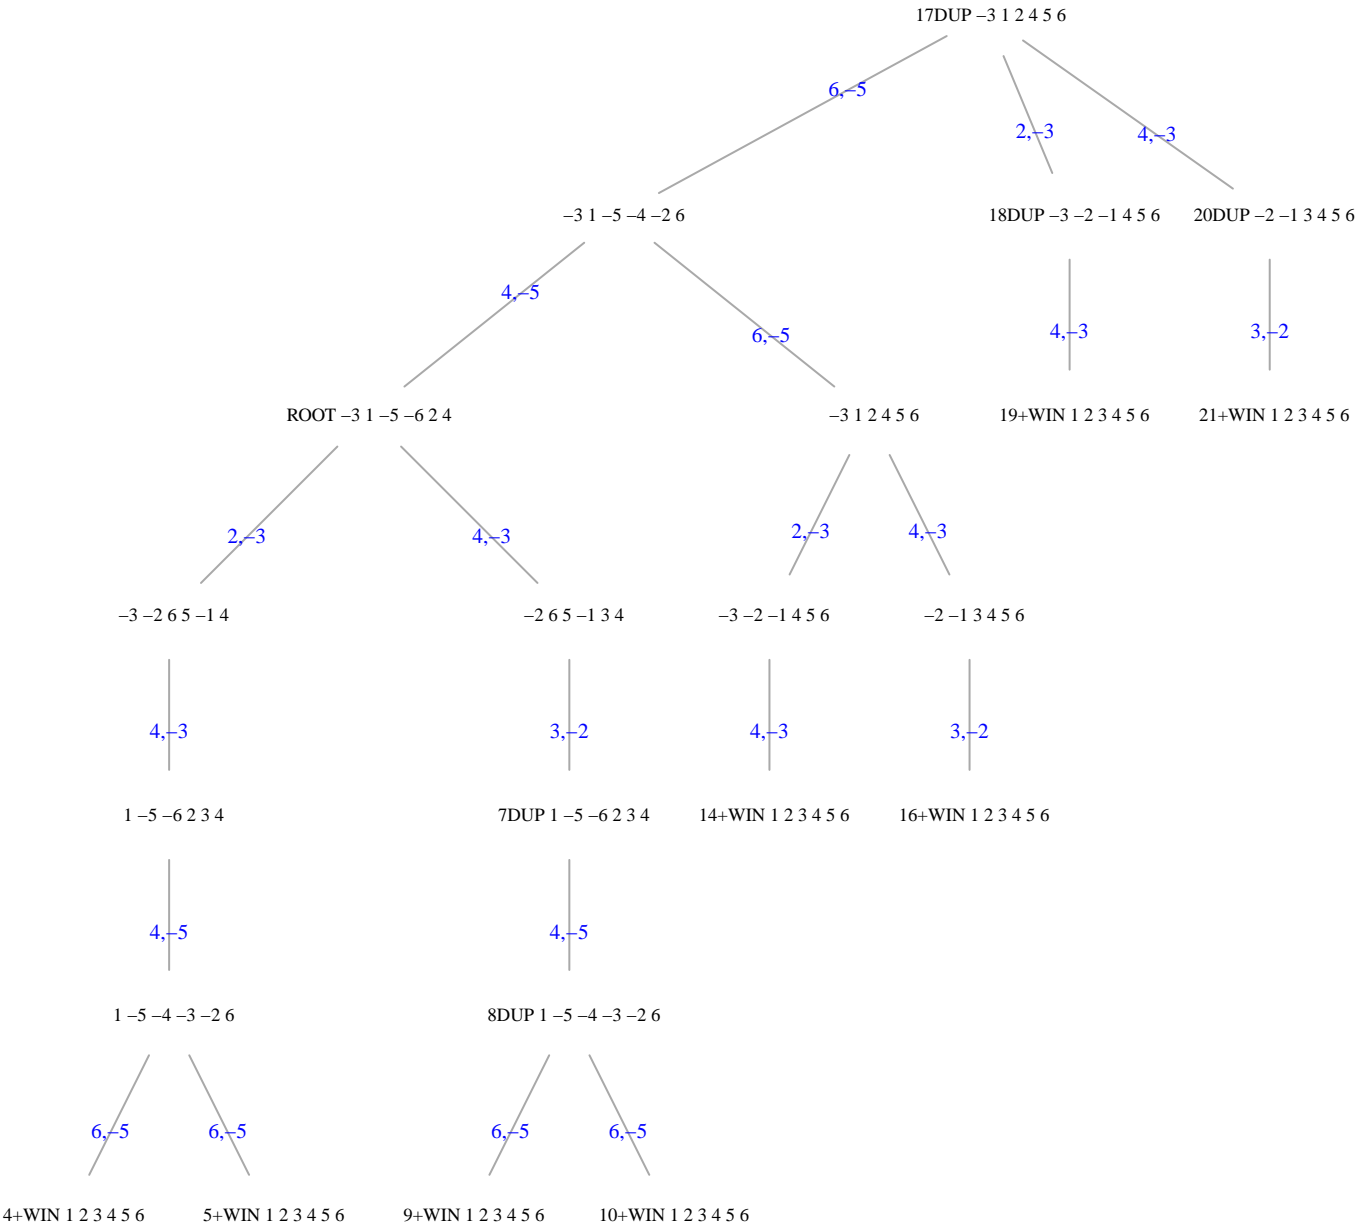 17DUP −3 1 2 4 5 6
6,−5
2,−3
4,−3
−3 1 −5 −4 −2 6
18DUP −3 −2 −1 4 5 6
20DUP −2 −1 3 4 5 6
4,−5
6,−5
4,−3
3,−2
ROOT −3 1 −5 −6 2 4
−3 1 2 4 5 6
19+WIN 1 2 3 4 5 6
21+WIN 1 2 3 4 5 6
2,−3
4,−3
2,−3
4,−3
−3 −2 6 5 −1 4
−2 6 5 −1 3 4
−3 −2 −1 4 5 6
−2 −1 3 4 5 6
4,−3
3,−2
4,−3
3,−2
1 −5 −6 2 3 4
7DUP 1 −5 −6 2 3 4
14+WIN 1 2 3 4 5 6
16+WIN 1 2 3 4 5 6
4,−5
4,−5
1 −5 −4 −3 −2 6
8DUP 1 −5 −4 −3 −2 6
6,−5
6,−5
6,−5
6,−5
4+WIN 1 2 3 4 5 6
5+WIN 1 2 3 4 5 6
9+WIN 1 2 3 4 5 6
10+WIN 1 2 3 4 5 6